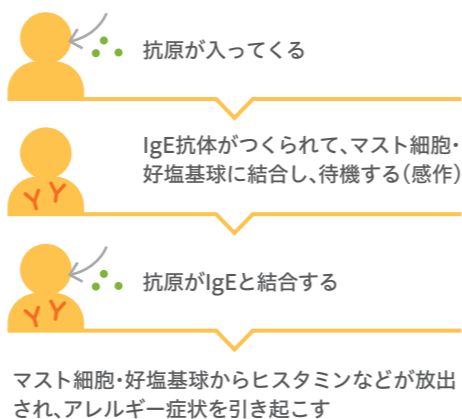 抗原が入ってくる
IgE抗体がつくられて、マスト細胞・
好塩基球に結合し、待機する（感作）
抗原がIgEと結合する
マスト細胞・好塩基球からヒスタミンなどが放出
され、アレルギー症状を引き起こす